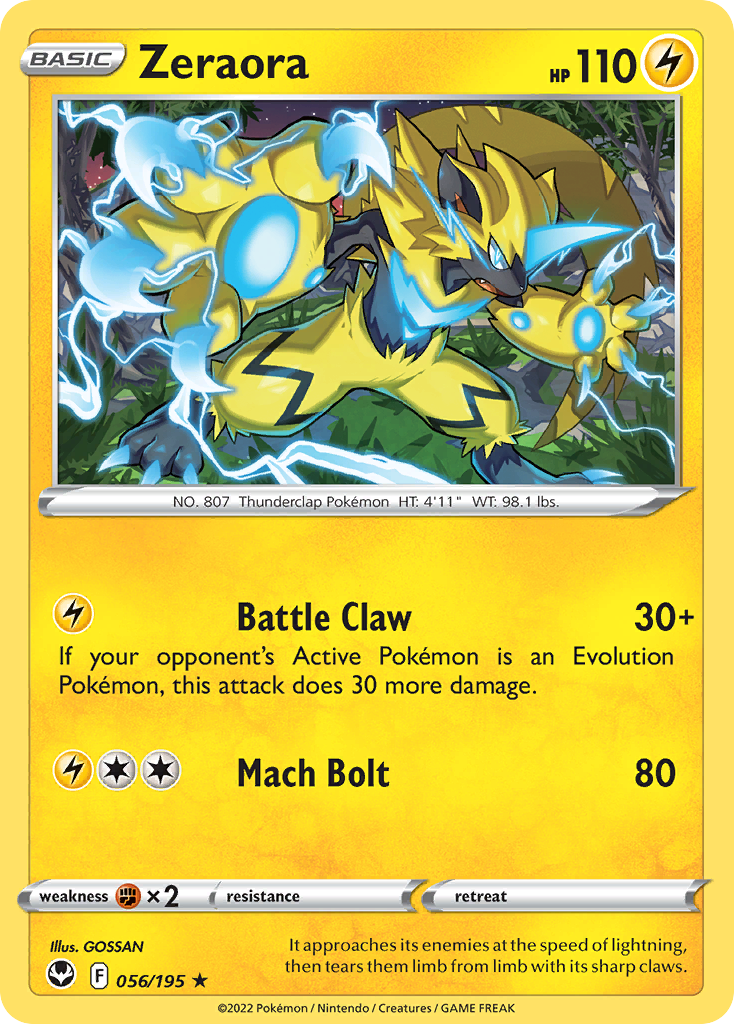 BASIC Zeraora HP 110
NO. 807 Thunderclap Pokémon HT: 4'11" WT: 98.1 lbs.
Battle Claw 30+
If your opponent's Active Pokémon is an Evolution
Pokémon, this attack does 30 more damage.
Mach Bolt 80
weakness ×2 resistance retreat
Illus. GOSSAN
It approaches its enemies at the speed of lightning,
then tears them limb from limb with its sharp claws.
F 056/195 ★
©2022 Pokémon / Nintendo / Creatures / GAME FREAK